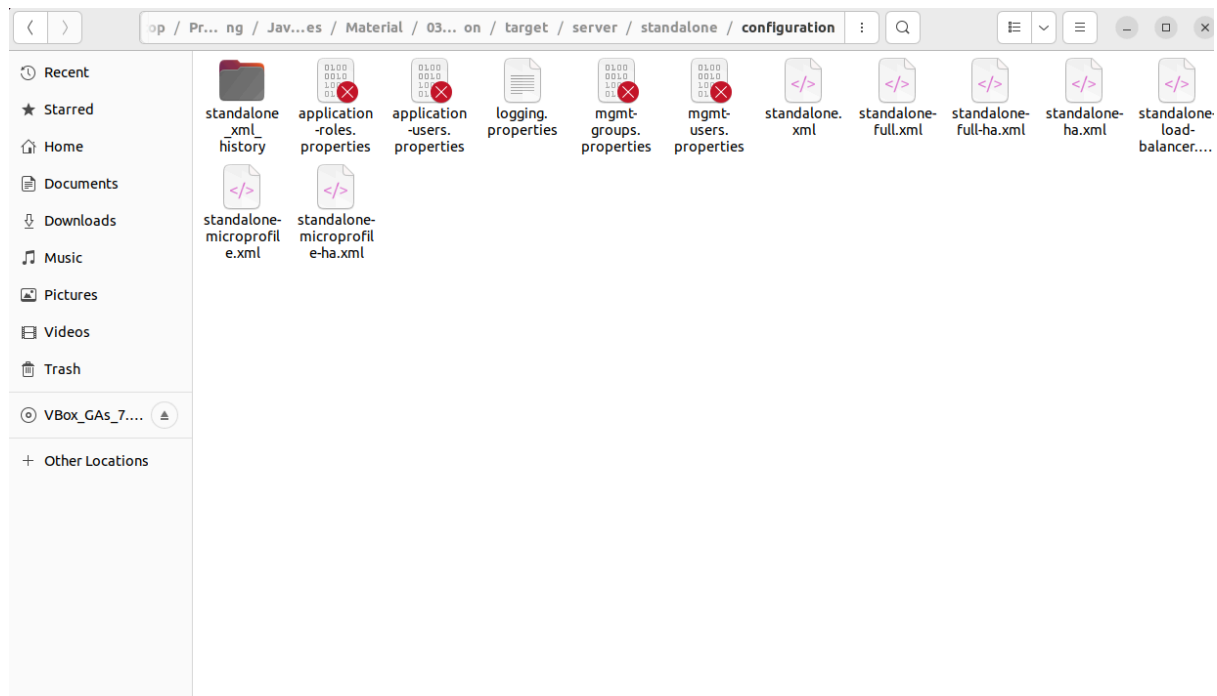 op / Pr... ng / Jav...es / Material / 03... on / target / server / standalone / configuration
Recent
Starred
Home
Documents
Downloads
Music
Pictures
Videos
Trash
VBox_GAs_7....
+ Other Locations
standalone
_xml_
history
application
-roles.
properties
application
-users.
properties
logging.
properties
mgmt-
groups.
properties
mgmt-
users.
properties
standalone.
xml
standalone-
full.xml
standalone-
full-ha.xml
standalone-
ha.xml
standalone-
load-
balancer....
standalone-
microprofil
e.xml
standalone-
microprofil
e-ha.xml